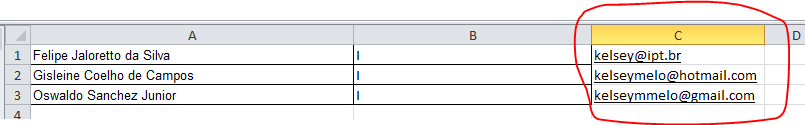 A B C D
1 Felipe Jaloretto da Silva I kelsey@ipt.br
2 Gisleine Coelho de Campos I kelseymelo@hotmail.com
3 Oswaldo Sanchez Junior I kelseymmelo@gmail.com
4